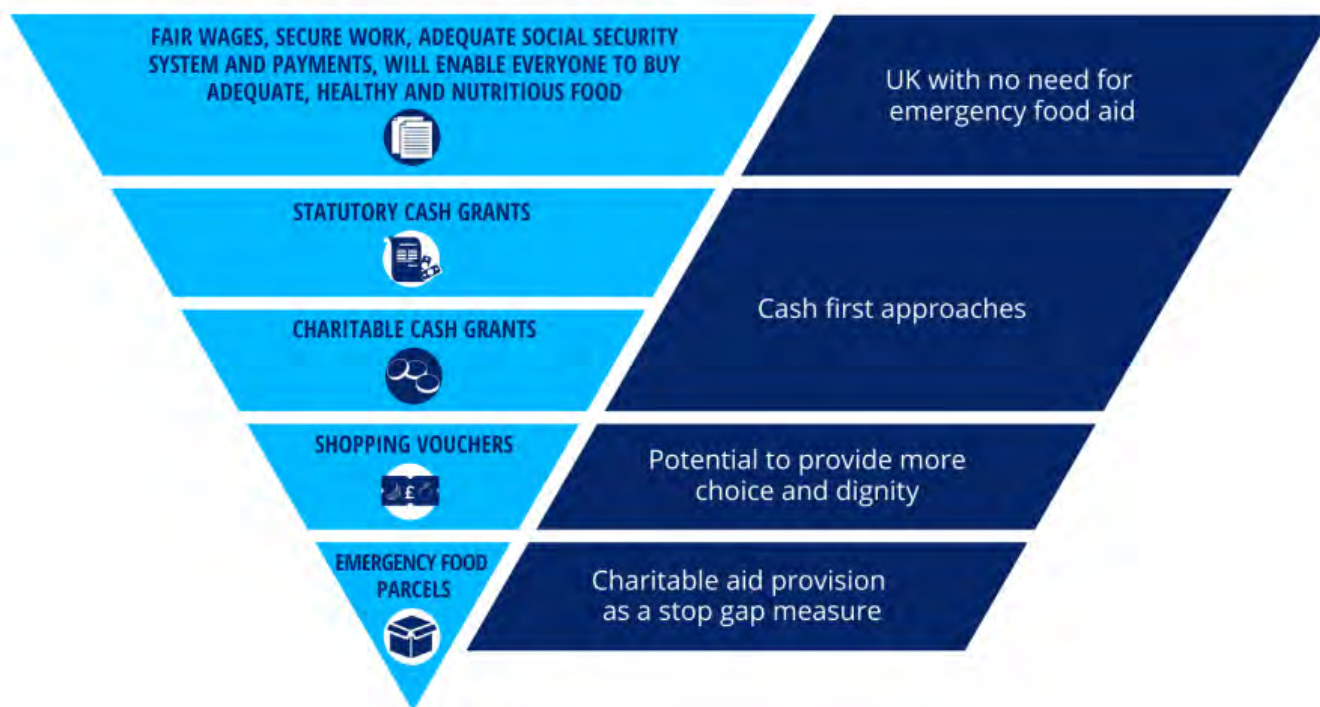 FAIR WAGES, SECURE WORK, ADEQUATE SOCIAL SECURITY
SYSTEM AND PAYMENTS, WILL ENABLE EVERYONE TO BUY
ADEQUATE, HEALTHY AND NUTRITIOUS FOOD
UK with no need for
emergency food aid
STATUTORY CASH GRANTS
CHARITABLE CASH GRANTS
Cash first approaches
SHOPPING VOUCHERS
£
Potential to provide more
choice and dignity
EMERGENCY FOOD
PARCELS
Charitable aid provision
as a stop gap measure